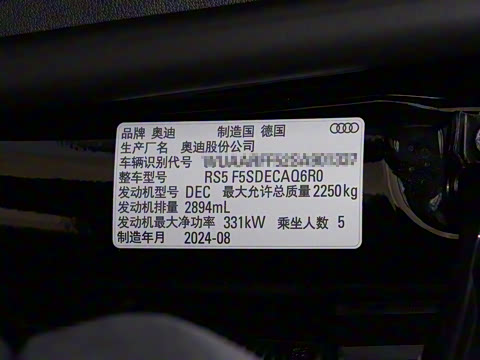 品牌 奥迪 制造国 德国
生产厂名 奥迪股份公司
车辆识别代号
整车型号 RS5 F5SDECAQ6R0
发动机型号 DEC 最大允许总质量 2250kg
发动机排量 2894mL
发动机最大净功率 331kW 乘坐人数 5
制造年月 2024-08